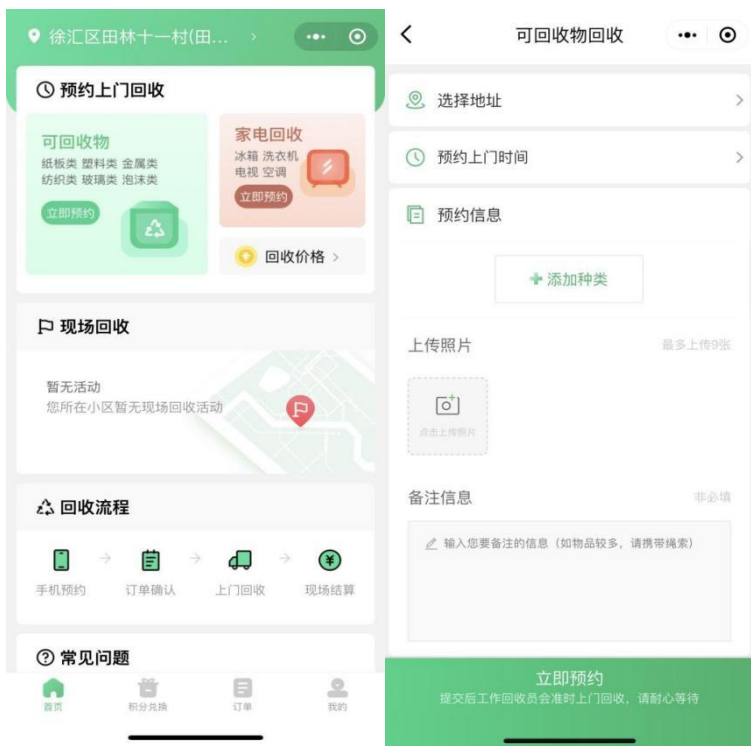 徐汇区田林十一村(田...
预约上门回收
可回收物
纸板类 塑料类 金属类
纺织类 玻璃类 泡沫类
立即预约
家电回收
冰箱 洗衣机
电视 空调
立即预约
回收价格
现场回收
暂无活动
您所在小区暂无现场回收活动
回收流程
手机预约
订单确认
上门回收
现场结算
常见问题
首页
积分兑换
订单
我的
可回收物回收
选择地址
预约上门时间
预约信息
添加种类
上传照片
最多上传9张
点击上传照片
备注信息
非必填
输入您要备注的信息（如物品较多，请携带绳索）
立即预约
提交后工作回收员会准时上门回收，请耐心等待